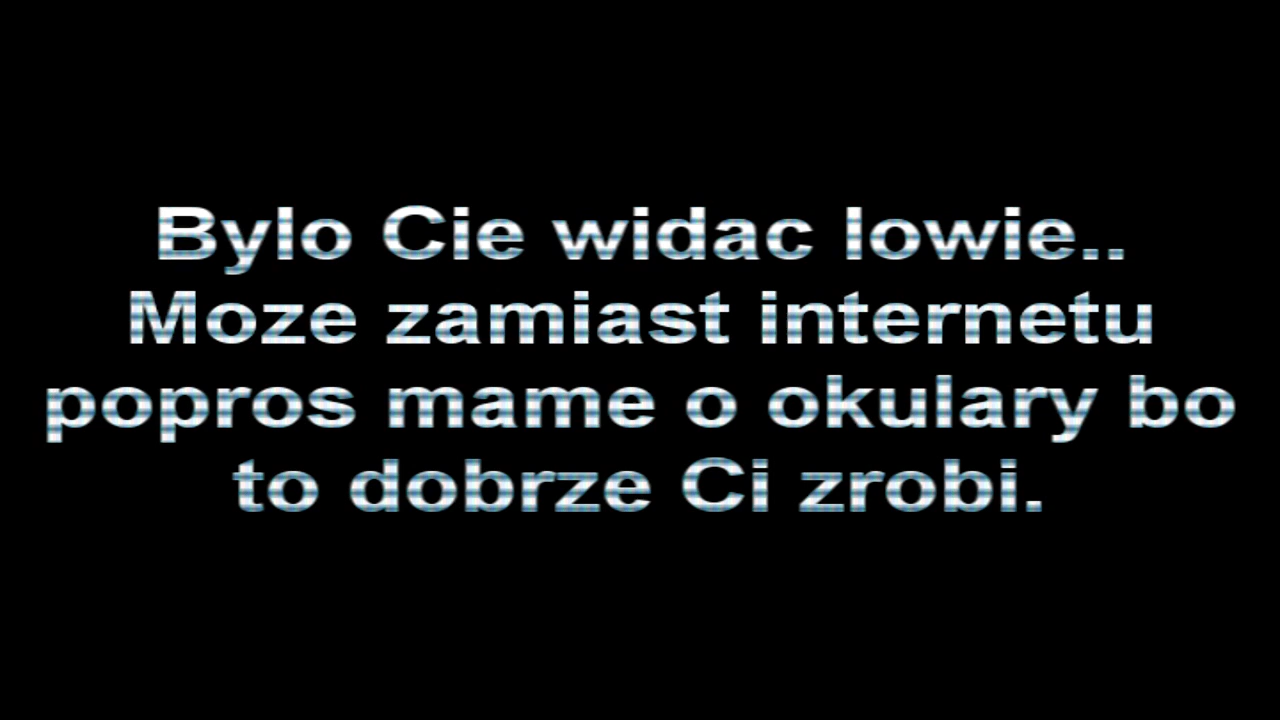 Bylo Cie widac lowie..
Moze zamiast internetu
popros mame o okulary bo
to dobrze Ci zrobi.